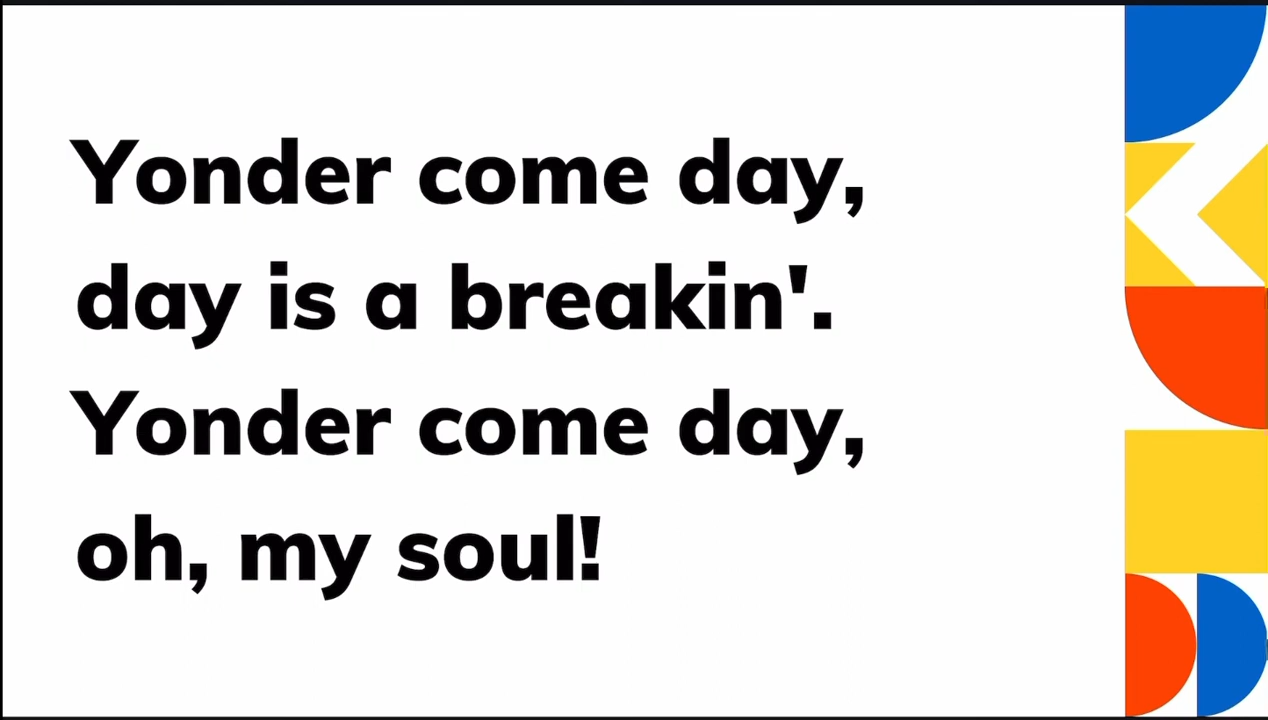 Yonder come day,
day is a breakin'.
Yonder come day,
oh, my soul!